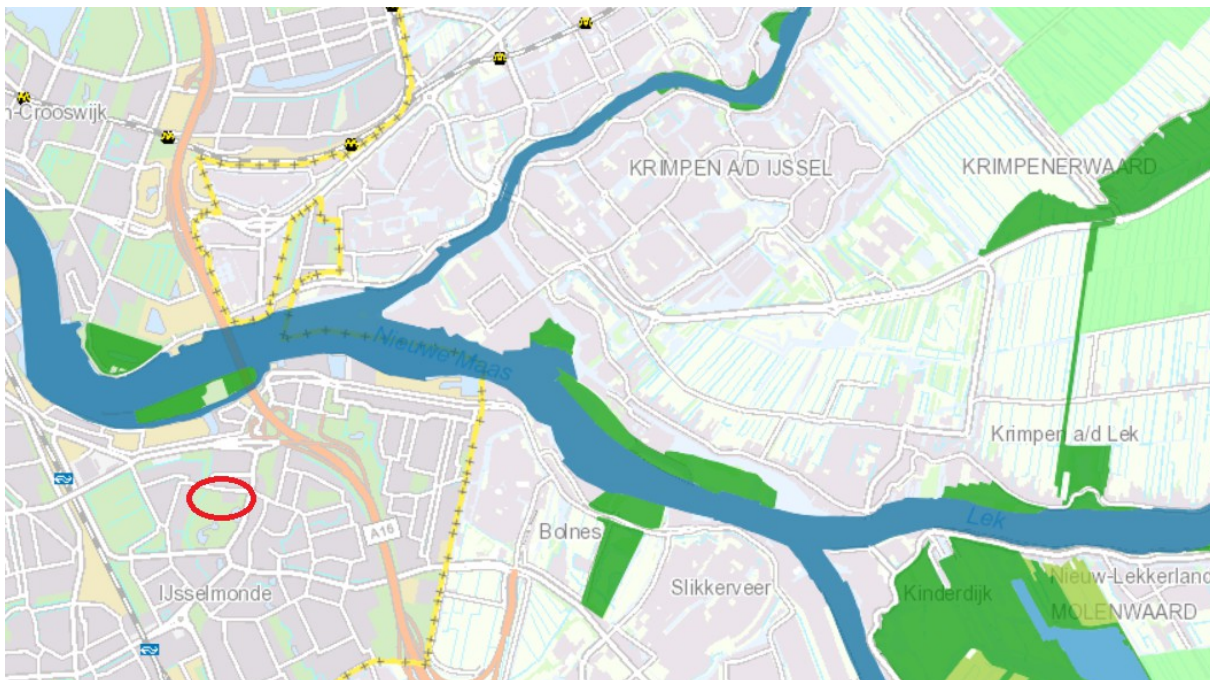 n-Crooswijk
KRIMPEN A/D IJSSEL
KRIMPENERWAARD
Nieuwe Maas
Krimpen a/d Lek
A16
Bolnes
Lek
IJsselmonde
Slikkerveer
Kinderdijk
Nieuw-Lekkerland
MOLENWAARD